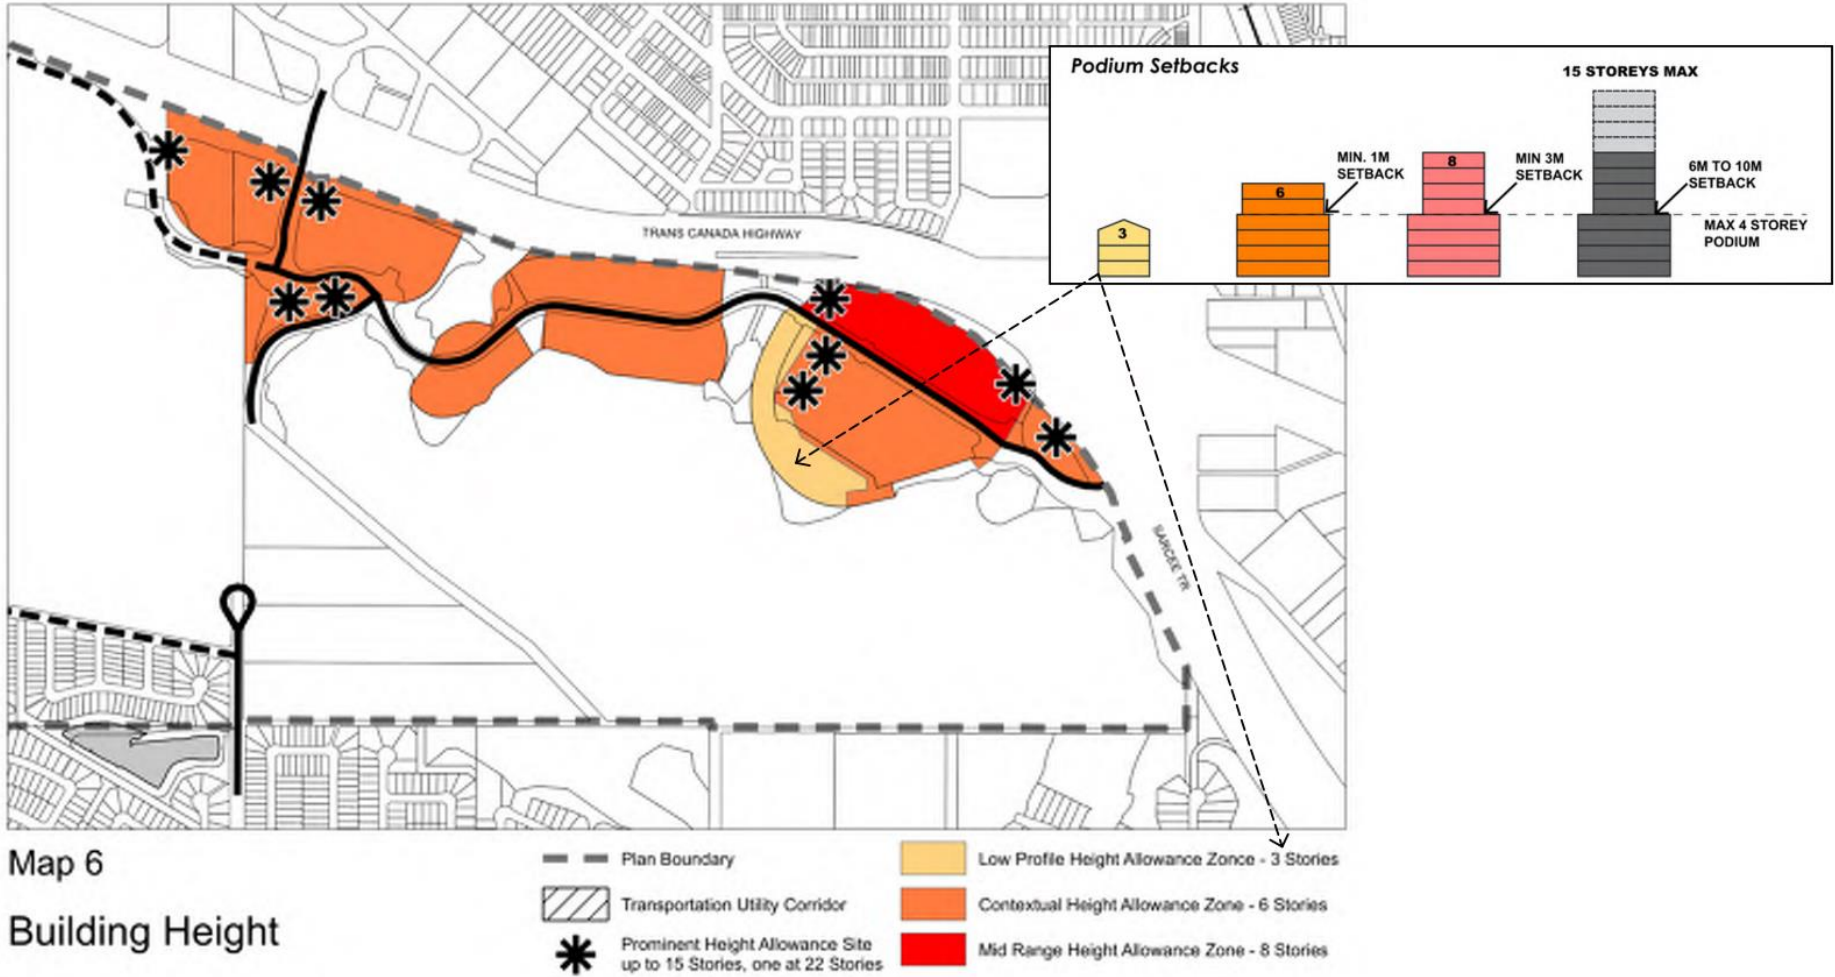 Podium Setbacks
15 STOREYS MAX
MIN. 1M
SETBACK
MIN 3M
SETBACK
6M TO 10M
SETBACK
3
6
8
MAX 4 STOREY
PODIUM
TRANS CANADA HIGHWAY
SARCEE TR
Map 6
Building Height
Plan Boundary
Transportation Utility Corridor
Prominent Height Allowance Site
up to 15 Stories, one at 22 Stories
Low Profile Height Allowance Zonce - 3 Stories
Contextual Height Allowance Zone - 6 Stories
Mid Range Height Allowance Zone - 8 Stories